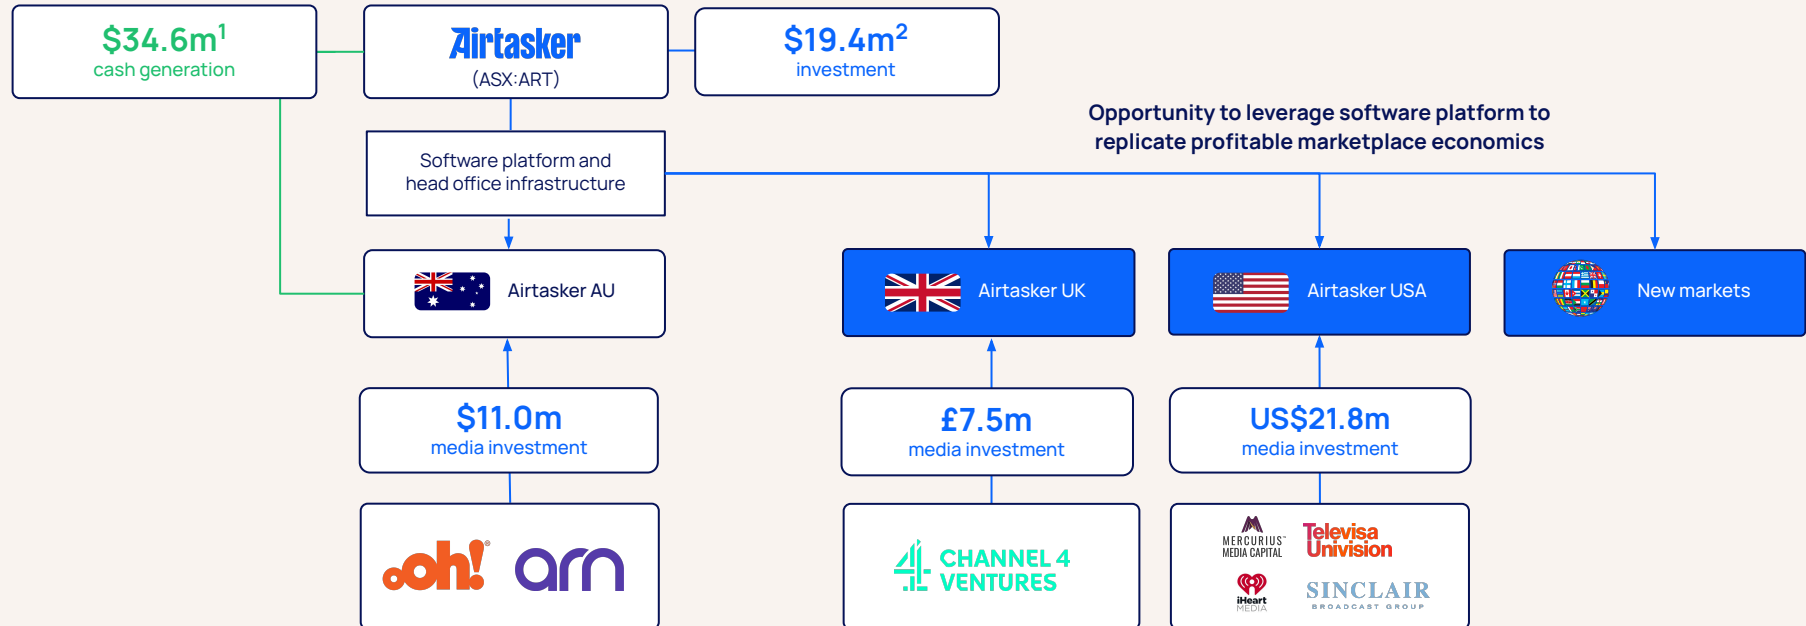 $34.6m¹
cash generation
Airtasker
(ASX:ART)
$19.4m²
investment
Opportunity to leverage software platform to
replicate profitable marketplace economics
Software platform and
head office infrastructure
Airtasker AU
Airtasker UK
Airtasker USA
New markets
$11.0m
media investment
£7.5m
media investment
US$21.8m
media investment
ooh!®
arn
4 CHANNEL 4
VENTURES
MERCURIUS™
MEDIA CAPITAL
Televisa
Univision
iHeart
MEDIA
SINCLAIR
BROADCAST GROUP